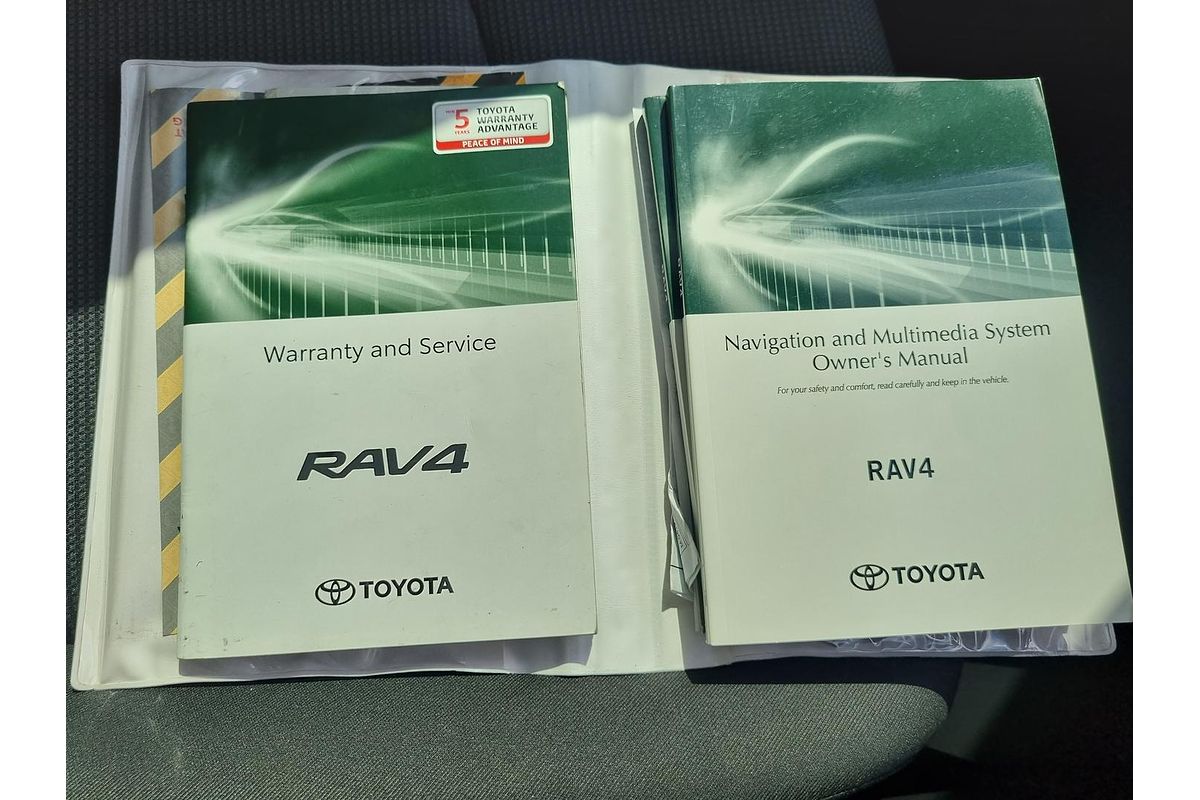 NEW 5 YEARS
TOYOTA
WARRANTY
ADVANTAGE
PEACE OF MIND
Warranty and Service
RAV4
TOYOTA
Navigation and Multimedia System
Owner's Manual
For your safety and comfort, read carefully and keep in the vehicle.
RAV4
TOYOTA